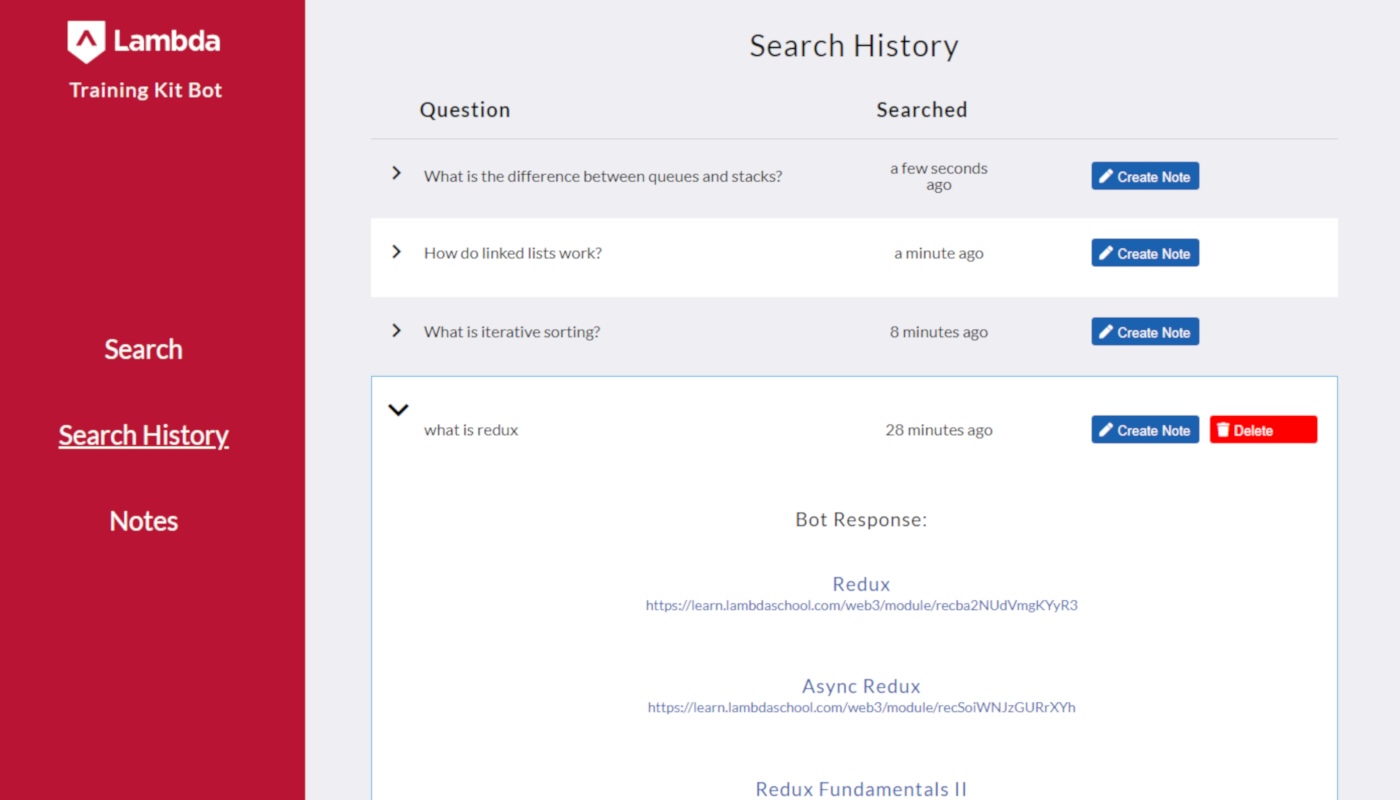 Lambda
Training Kit Bot
Search
Search History
Notes
Search History
Question Searched
What is the difference between queues and stacks? a few seconds ago Create Note
How do linked lists work? a minute ago Create Note
What is iterative sorting? 8 minutes ago Create Note
what is redux 28 minutes ago Create Note Delete
Bot Response:
Redux
https://learn.lambdaschool.com/web3/module/recba2NUdVmgKYyR3
Async Redux
https://learn.lambdaschool.com/web3/module/recSoiWNJzGURrXYh
Redux Fundamentals II